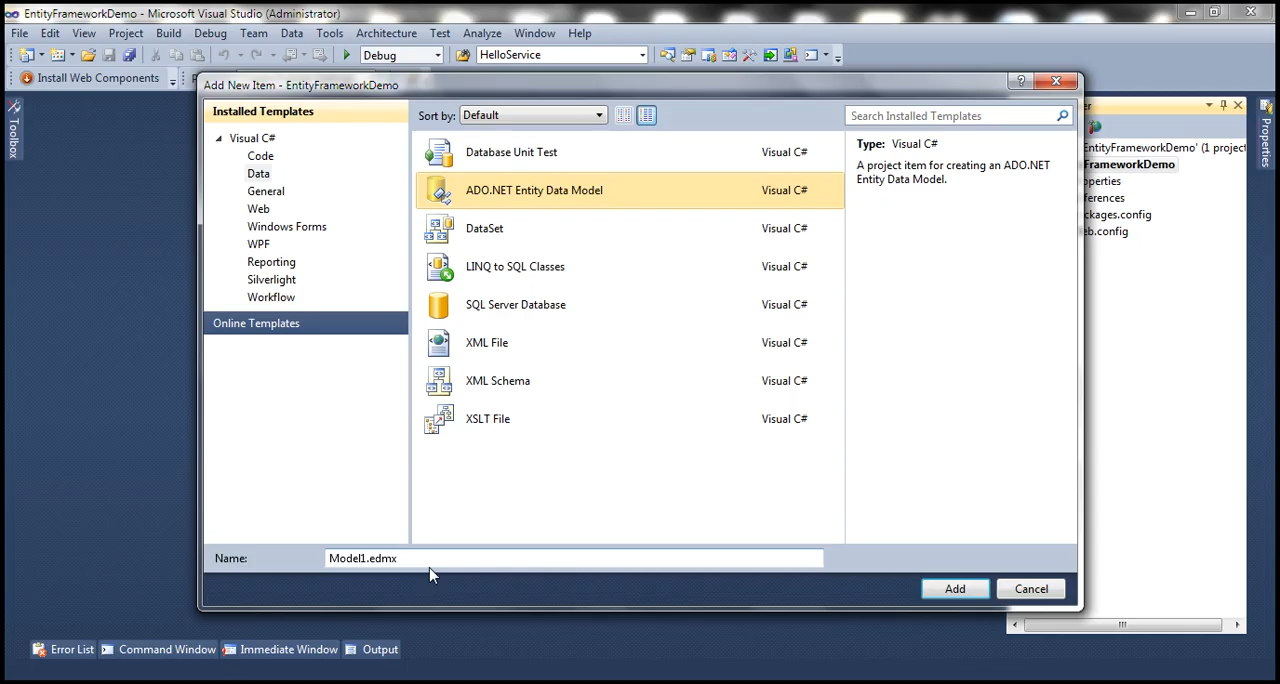 EntityFrameworkDemo - Microsoft Visual Studio (Administrator)
File Edit View Project Build Debug Team Data Tools Architecture Test Analyze Window Help
Debug HelloService
Install Web Components
Add New Item - EntityFrameworkDemo
Installed Templates
Sort by: Default
Search Installed Templates
Visual C#
Code
Data
General
Web
Windows Forms
WPF
Reporting
Silverlight
Workflow
Online Templates
Database Unit Test Visual C#
ADO.NET Entity Data Model Visual C#
DataSet Visual C#
LINQ to SQL Classes Visual C#
SQL Server Database Visual C#
XML File Visual C#
XML Schema Visual C#
XSLT File Visual C#
Type: Visual C#
A project item for creating an ADO.NET
Entity Data Model.
Name: Model1.edmx
Add Cancel
Toolbox
er
EntityFrameworkDemo' (1 project
FrameworkDemo
operties
ferences
ckages.config
eb.config
Properties
Error List Command Window Immediate Window Output